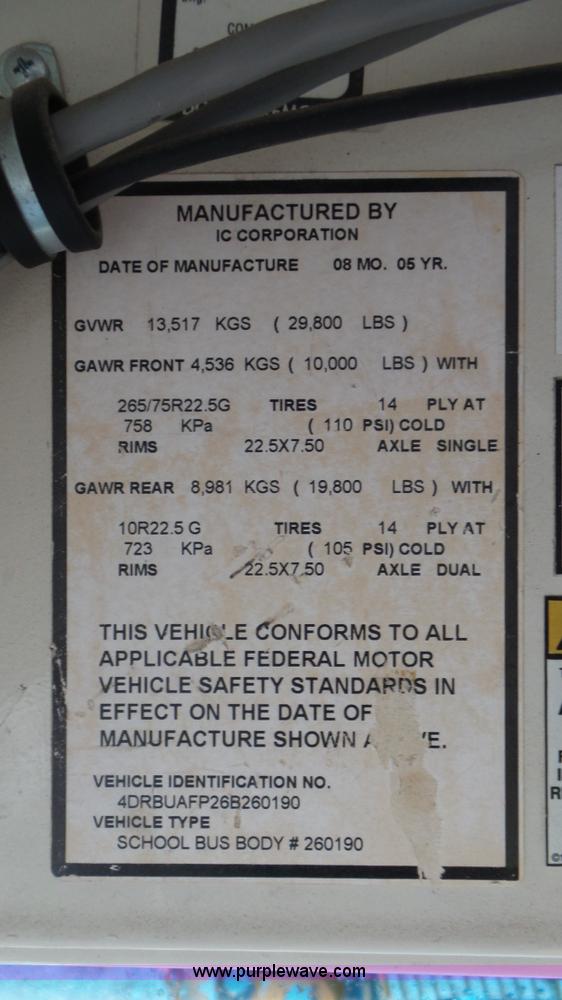 MANUFACTURED BY
IC CORPORATION
DATE OF MANUFACTURE 08 MO. 05 YR.
GVWR 13,517 KGS ( 29,800 LBS )
GAWR FRONT 4,536 KGS ( 10,000 LBS ) WITH
265/75R22.5G TIRES 14 PLY AT
758 KPa ( 110 PSI) COLD
RIMS 22.5X7.50 AXLE SINGLE
GAWR REAR 8,981 KGS ( 19,800 LBS ) WITH
10R22.5 G TIRES 14 PLY AT
723 KPa ( 105 PSI) COLD
RIMS 22.5X7.50 AXLE DUAL
THIS VEHICLE CONFORMS TO ALL
APPLICABLE FEDERAL MOTOR
VEHICLE SAFETY STANDARDS IN
EFFECT ON THE DATE OF
MANUFACTURE SHOWN
VEHICLE IDENTIFICATION NO.
4DRBUAFP26B260190
VEHICLE TYPE
SCHOOL BUS BODY # 260190
www.purplewave.com